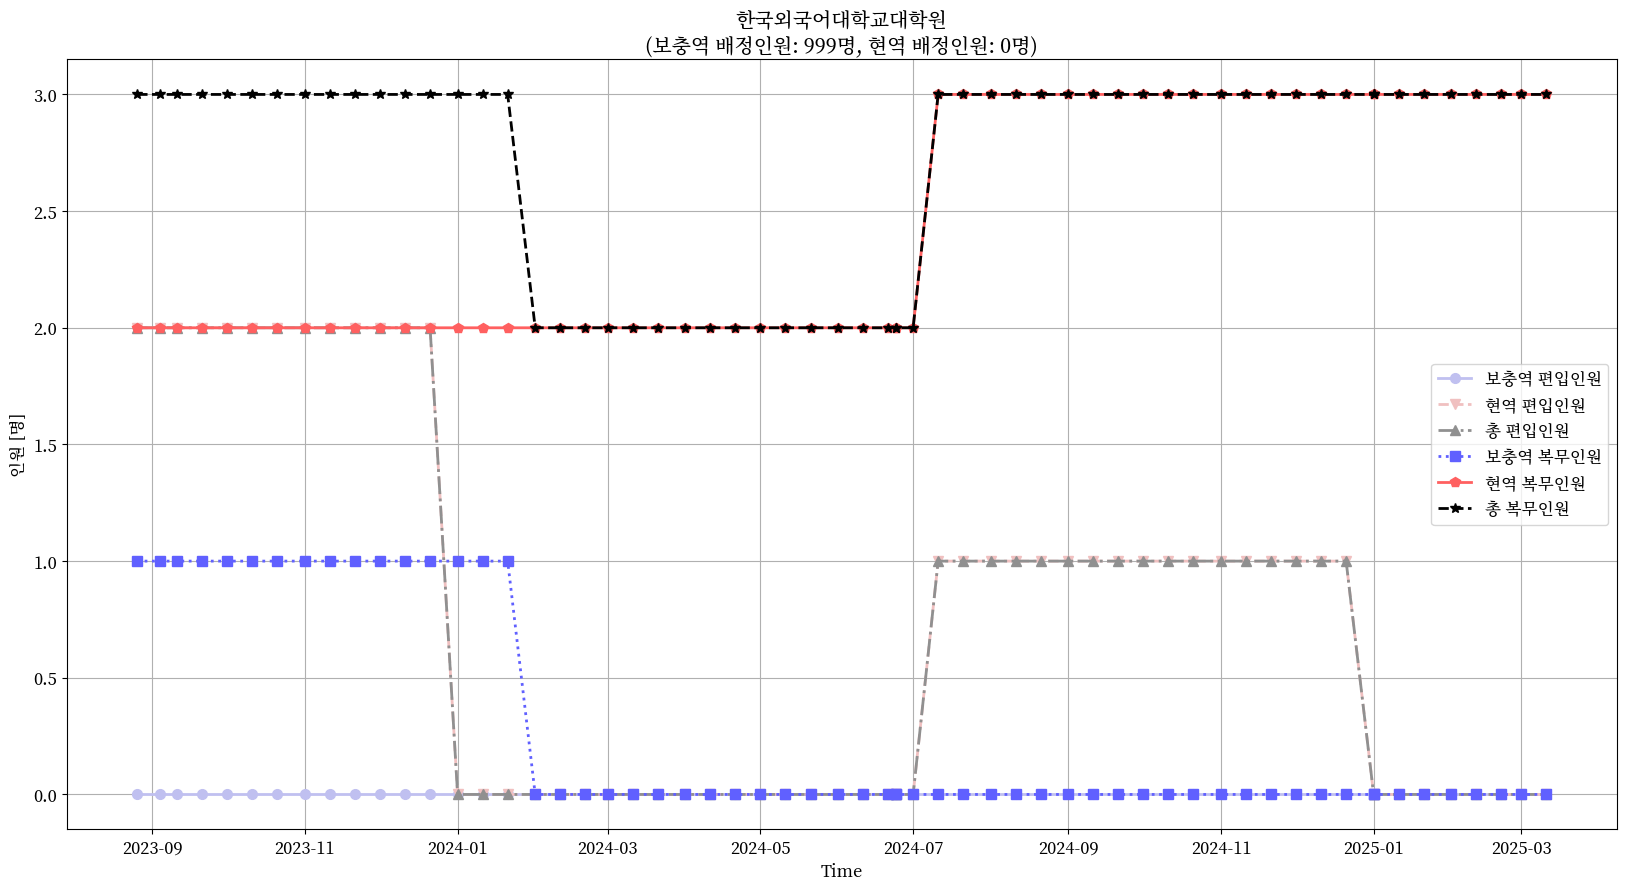 한국외국어대학교대학원
(보충역 배정인원: 999명, 현역 배정인원: 0명)
3.0
2.5
2.0
1.5
1.0
0.5
0.0
인원 [명]
보충역 편입인원
현역 편입인원
총 편입인원
보충역 복무인원
현역 복무인원
총 복무인원
2023-09 2023-11 2024-01 2024-03 2024-05 2024-07 2024-09 2024-11 2025-01 2025-03
Time